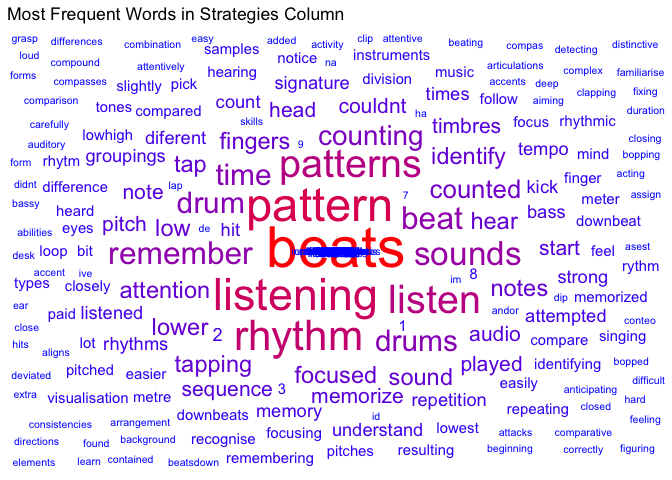 Most Frequent Words in Strategies Column
grasp differences combination easy added activity clip attentive beating compas detecting distinctive
loud compound attentively samples notice na instruments music articulations complex familiarise
forms compasses slightly pick hearing signature division accents deep clapping fixing
comparison tones compared count head couldnt times follow aiming duration
carefully lowhigh skills ha timbres focus rhythmic closing
auditory diferent fingers 9 counting tempo mind bopping
form rhytm groupings tap time patterns identify finger acting
didnt difference note lap 7 counted kick meter assign
bassy heard drum pattern beat hear bass downbeat
abilities eyes pitch low de hit beats
desk loop bit remember sounds start feel asest
accent ive im 8 strong rythm
types closely attention listening listen notes dip memorized
ear paid listened andor attempted conteo
close lower 2 rhythm 1 drums audio compare singing
hits aligns lot rhythms
deviated pitched easier tapping focused sound played identifying bopped difficult
extra visualisation metre sequence 3 memorize repetition easily anticipating hard
consistencies arrangement downbeats memory id repeating closed feeling
directions found background recognise focusing understand lowest attacks comparative
elements learn contained beatsdown remembering pitches resulting beginning correctly figuring